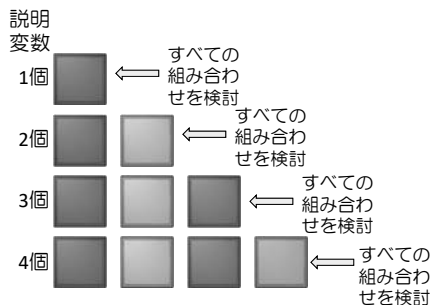 説明
変数
1個
すべての
組み合わ
せを検討
2個
すべての
組み合わ
せを検討
3個
すべての
組み合わ
せを検討
4個
すべての
組み合わ
せを検討